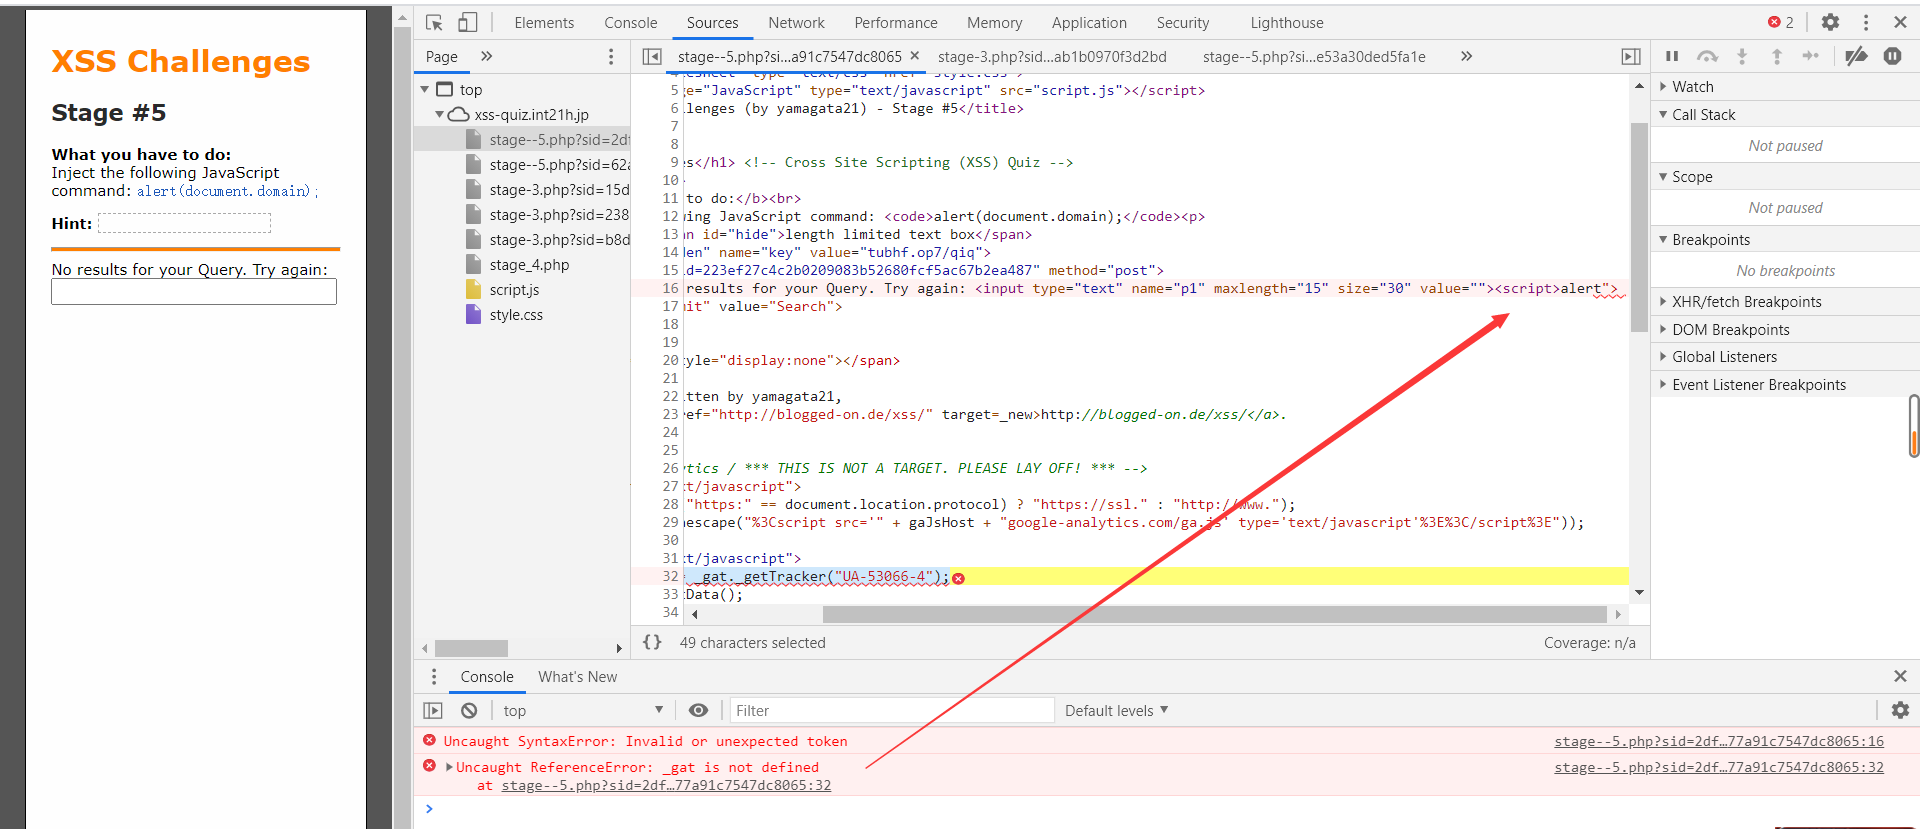 XSS Challenges
Stage #5
What you have to do:
Inject the following JavaScript
command: alert(document.domain);
Hint:
No results for your Query. Try again:
Elements Console Sources Network Performance Memory Application Security Lighthouse 2
Page »
top
xss-quiz.int21h.jp
stage--5.php?sid=2df
stage--5.php?sid=62a
stage-3.php?sid=15d
stage-3.php?sid=238
stage-3.php?sid=b8d
stage_4.php
script.js
style.css
stage--5.php?si…a91c7547dc8065 × stage-3.php?sid…ab1b0970f3d2bd stage--5.php?si…e53a30ded5fa1e »
5 ge="JavaScript" type="text/javascript" src="script.js"></script>
6 lenges (by yamagata21) - Stage #5</title>
7
8
9 es</h1> <!-- Cross Site Scripting (XSS) Quiz -->
10
11 to do:</b><br>
12 wing JavaScript command: <code>alert(document.domain);</code><p>
13 an id="hide">length limited text box</span>
14 den" name="key" value="tubhf.op7/qiq">
15 id=223ef27c4c2b0209083b52680fcf5ac67b2ea487" method="post">
16 results for your Query. Try again: <input type="text" name="p1" maxlength="15" size="30" value=""><script>alert">
17 mit" value="Search">
18
19
20 tyle="display:none"></span>
21
22 itten by yamagata21,
23 ref="http://blogged-on.de/xss/" target=_new>http://blogged-on.de/xss/</a>.
24
25
26 ytics / *** THIS IS NOT A TARGET. PLEASE LAY OFF! *** -->
27 xt/javascript">
28 "https:" == document.location.protocol) ? "https://ssl." : "http://www.");
29 nescape("%3Cscript src='" + gaJsHost + "google-analytics.com/ga.js' type='text/javascript'%3E%3C/script%3E"));
30
31 xt/javascript">
32 = _gat._getTracker("UA-53066-4");
33 Data();
34
{} 49 characters selected Coverage: n/a
Watch
Call Stack
Not paused
Scope
Not paused
Breakpoints
No breakpoints
XHR/fetch Breakpoints
DOM Breakpoints
Global Listeners
Event Listener Breakpoints
Console What's New
top Filter Default levels
Uncaught SyntaxError: Invalid or unexpected token stage--5.php?sid=2df…77a91c7547dc8065:16
Uncaught ReferenceError: _gat is not defined stage--5.php?sid=2df…77a91c7547dc8065:32
at stage--5.php?sid=2df…77a91c7547dc8065:32